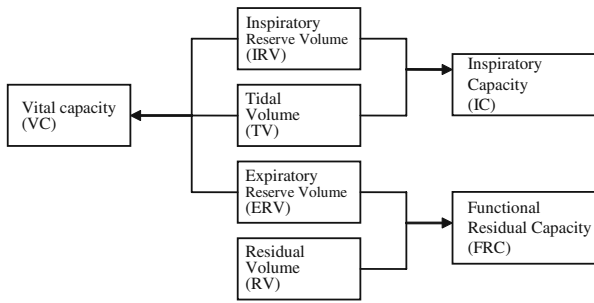 Vital capacity
(VC)
Inspiratory
Reserve Volume
(IRV)
Tidal
Volume
(TV)
Expiratory
Reserve Volume
(ERV)
Residual
Volume
(RV)
Inspiratory
Capacity
(IC)
Functional
Residual Capacity
(FRC)